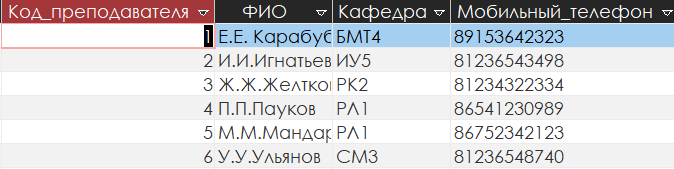 Код_преподавателя ФИО Кафедра Мобильный_телефон
1 Е.Е. Карабуб БМТ4 89153642323
2 И.И.Игнатьев ИУ5 81236543498
3 Ж.Ж.Желтков РК2 81234322334
4 П.П.Пауков РЛ1 86541230989
5 М.М.Мандар РЛ1 86752342123
6 У.У.Ульянов СМ3 81236548740